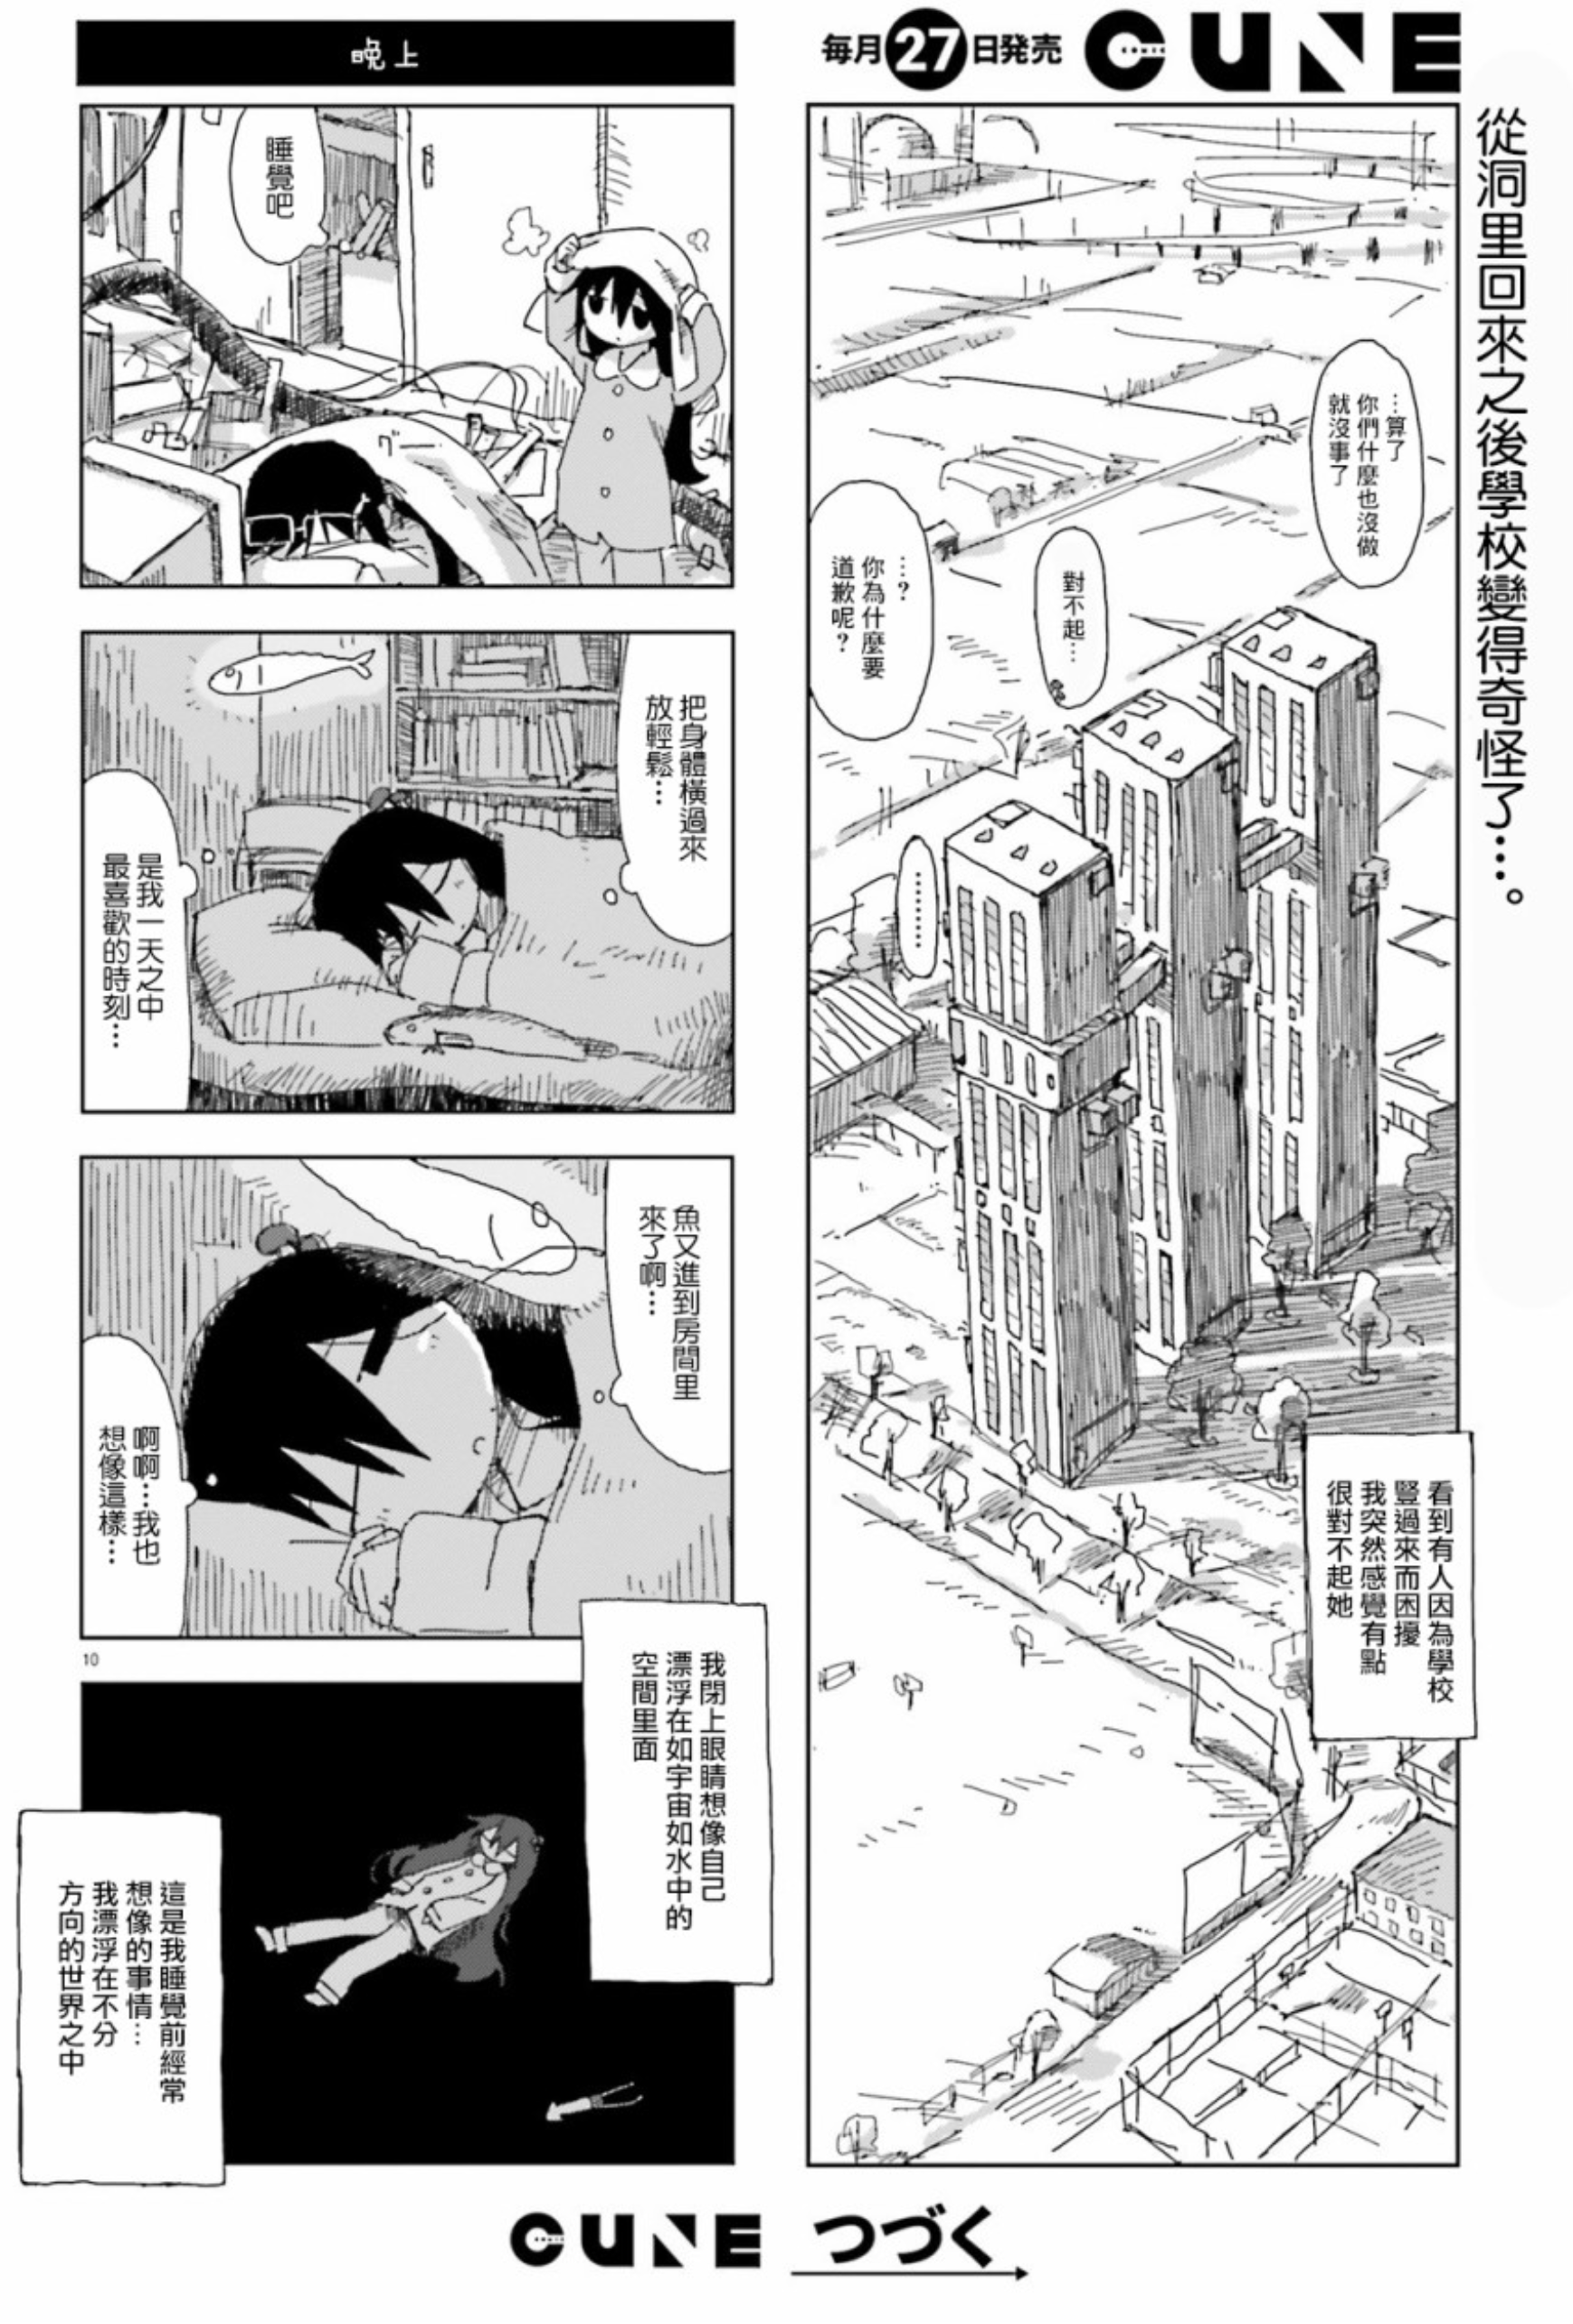 毎月27日発売 COMIC CUNE
從洞里回來之後學校變得奇怪了…。
…算了
你們什麼也沒做
就沒事了
對不起…
…?
你為什麼要
道歉呢?
………
看到有人因為學校
豎過來而困擾
我突然感覺有點
很對不起她
晚上
睡覺吧
グー
把身體橫過來
放輕鬆…
是我一天之中
最喜歡的時刻…
魚又進到房間里
來了啊…
啊啊…我也
想像這樣…
10
我閉上眼睛想像自己
漂浮在如宇宙如水中的
空間里面
這是我睡覺前經常
想像的事情…
我漂浮在不分
方向的世界之中
COMIC CUNE つづく